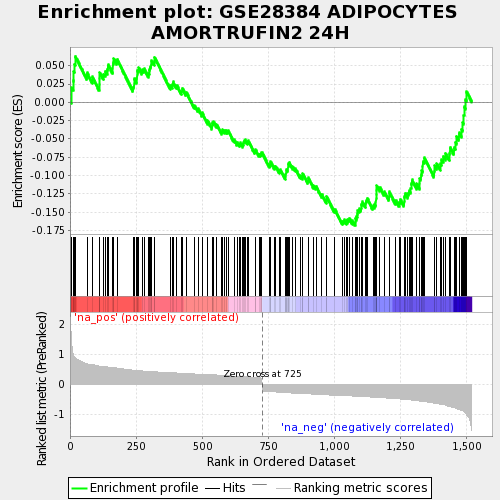 Enrichment plot: GSE28384 ADIPOCYTES
AMORTRUFIN2 24H
Enrichment score (ES)
0.050
0.025
0.000
-0.025
-0.050
-0.075
-0.100
-0.125
-0.150
-0.175
'na_pos' (positively correlated)
Ranked list metric (PreRanked)
2
1
0
-1
Zero cross at 725
'na_neg' (negatively correlated)
0
250
500
750
1,000
1,250
1,500
Rank in Ordered Dataset
Enrichment profile
Hits
Ranking metric scores